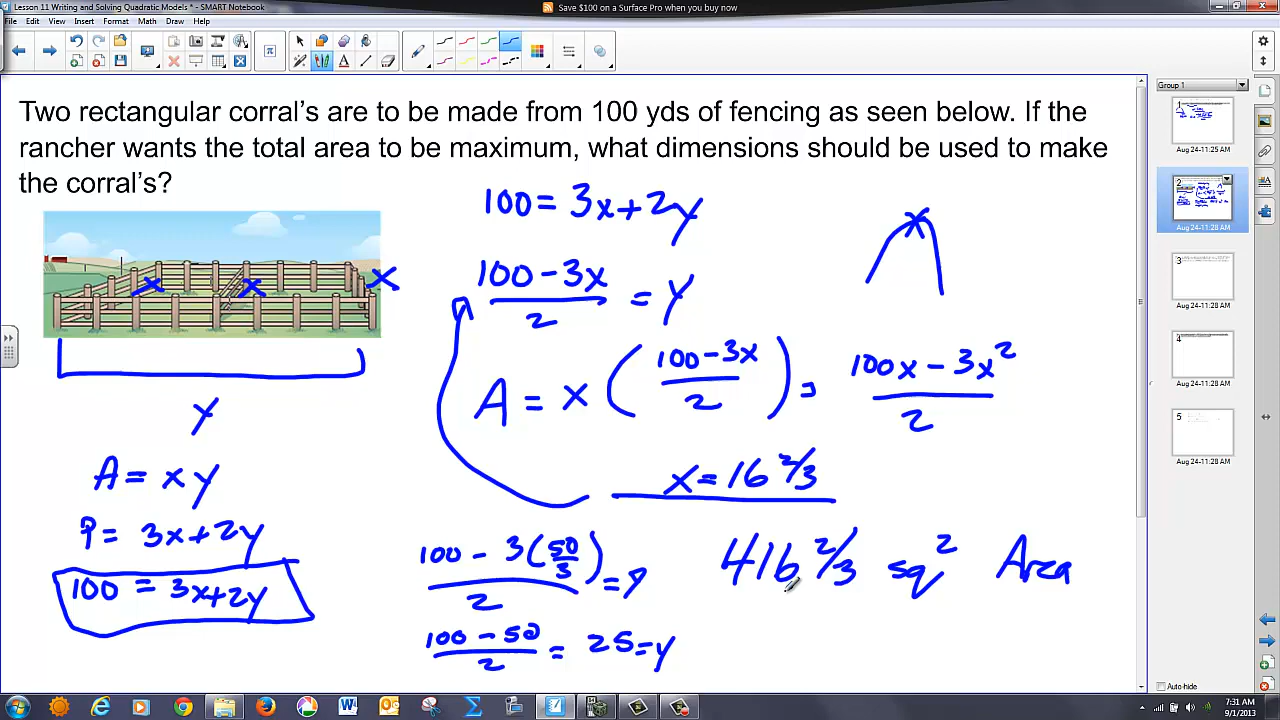 Lesson 11 Writing and Solving Quadratic Models * - SMART Notebook
Save $100 on a Surface Pro when you buy now
File Edit View Insert Format Math Draw Help
Two rectangular corral's are to be made from 100 yds of fencing as seen below. If the
rancher wants the total area to be maximum, what dimensions should be used to make
the corral's?
x x x
y
A = xy
P = 3x+2y
100 = 3x+2y
100 = 3x+2y
100 - 3x
2
= y
A = x (100-3x / 2) = 100x - 3x² / 2
x = 16 2/3
100 - 3(50/3) / 2 = y
100 - 50 / 2 = 25 = y
416 2/3 sq² Area
Group 1
1
Aug 24-11:25 AM
2
Aug 24-11:28 AM
3
Aug 24-11:28 AM
4
Aug 24-11:28 AM
5
Aug 24-11:28 AM
Auto-hide
7:31 AM
9/1/2013